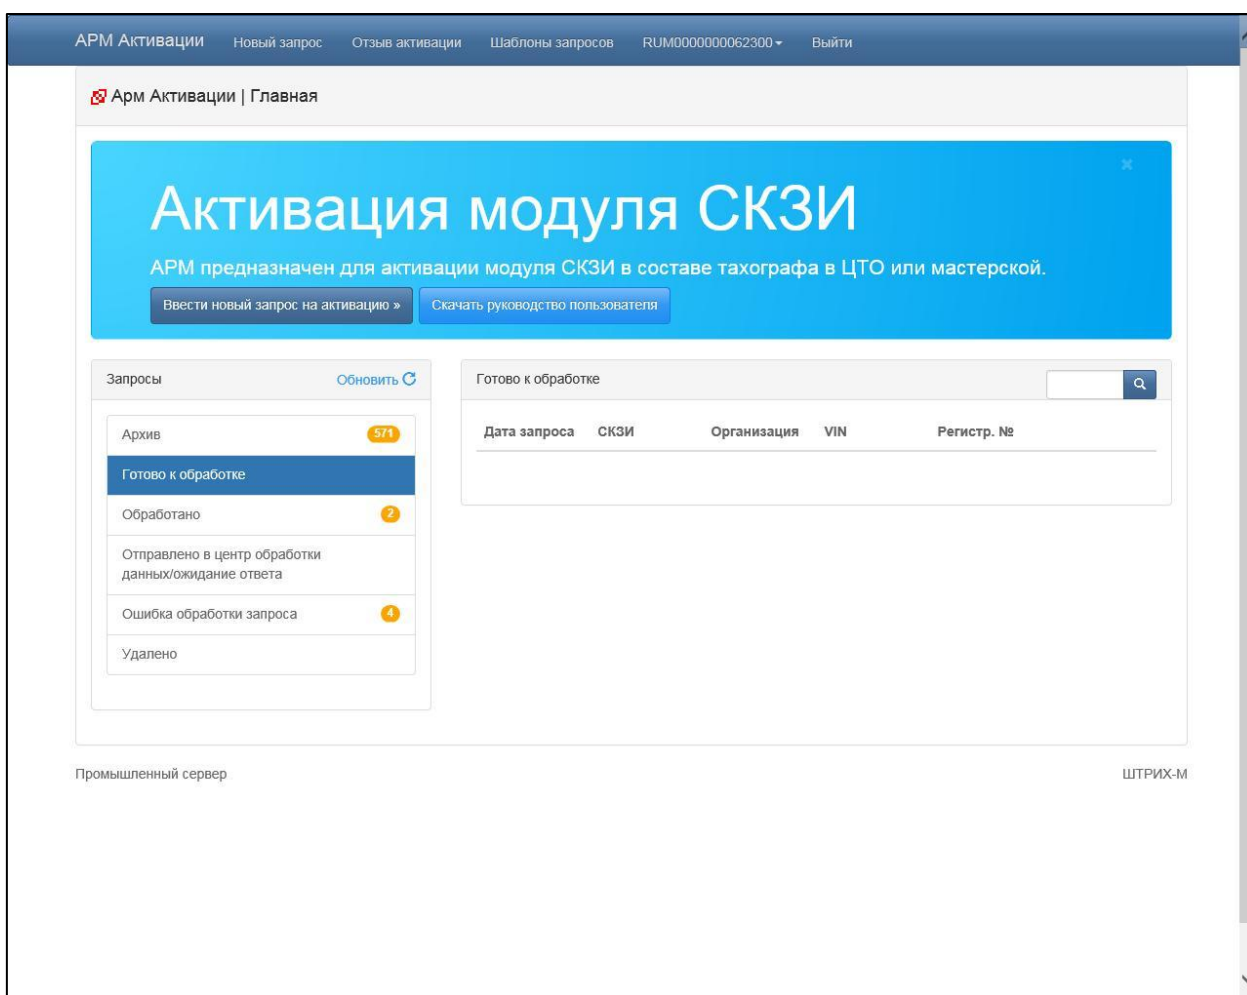 АРМ Активации Новый запрос Отзыв активации Шаблоны запросов RUM0000000062300 Выйти
Арм Активации | Главная
×
Активация модуля СКЗИ
АРМ предназначен для активации модуля СКЗИ в составе тахографа в ЦТО или мастерской.
Ввести новый запрос на активацию » Скачать руководство пользователя
Запросы Обновить
Архив 571
Готово к обработке
Обработано 2
Отправлено в центр обработки
данных/ожидание ответа
Ошибка обработки запроса 4
Удалено
Готово к обработке
Дата запроса СКЗИ Организация VIN Регистр. №
Промышленный сервер ШТРИХ-М